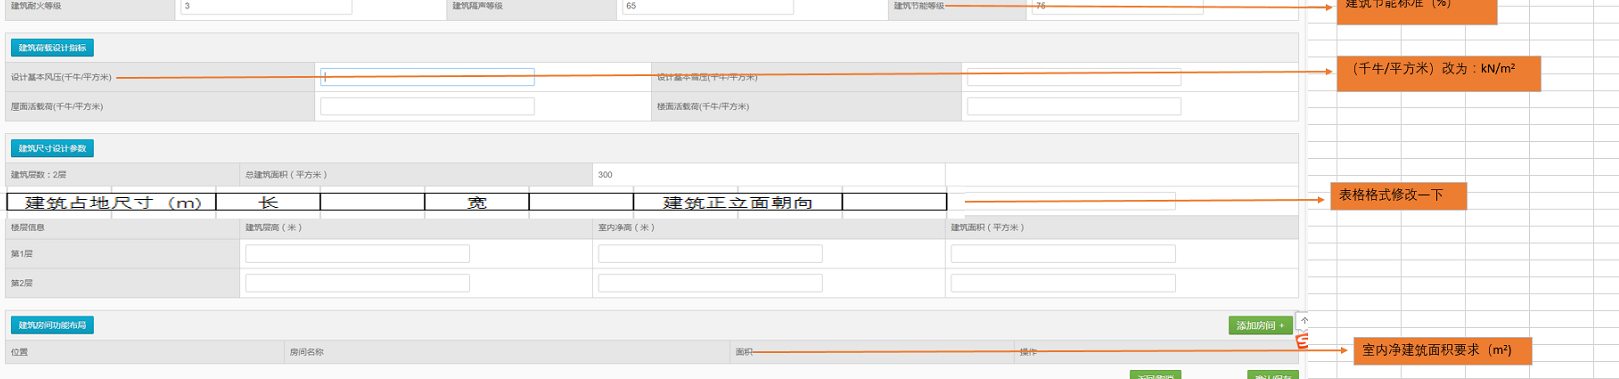 建筑耐火等级 3 建筑隔声等级 65 建筑节能等级 75 建筑节能标准（%）
建筑荷载设计指标
设计基本风压(千牛/平方米) 设计基本雪压(千牛/平方米) （千牛/平方米）改为：kN/m²
屋面活载荷(千牛/平方米) 楼面活载荷(千牛/平方米)
建筑尺寸设计参数
建筑层数：2层 总建筑面积（平方米） 300
建筑占地尺寸（m） 长 宽 建筑正立面朝向 表格格式修改一下
楼层信息 建筑层高（米） 室内净高（米） 建筑面积（平方米）
第1层
第2层
建筑房间功能布局 添加房间 +
位置 房间名称 面积 操作 室内净建筑面积要求（m²)